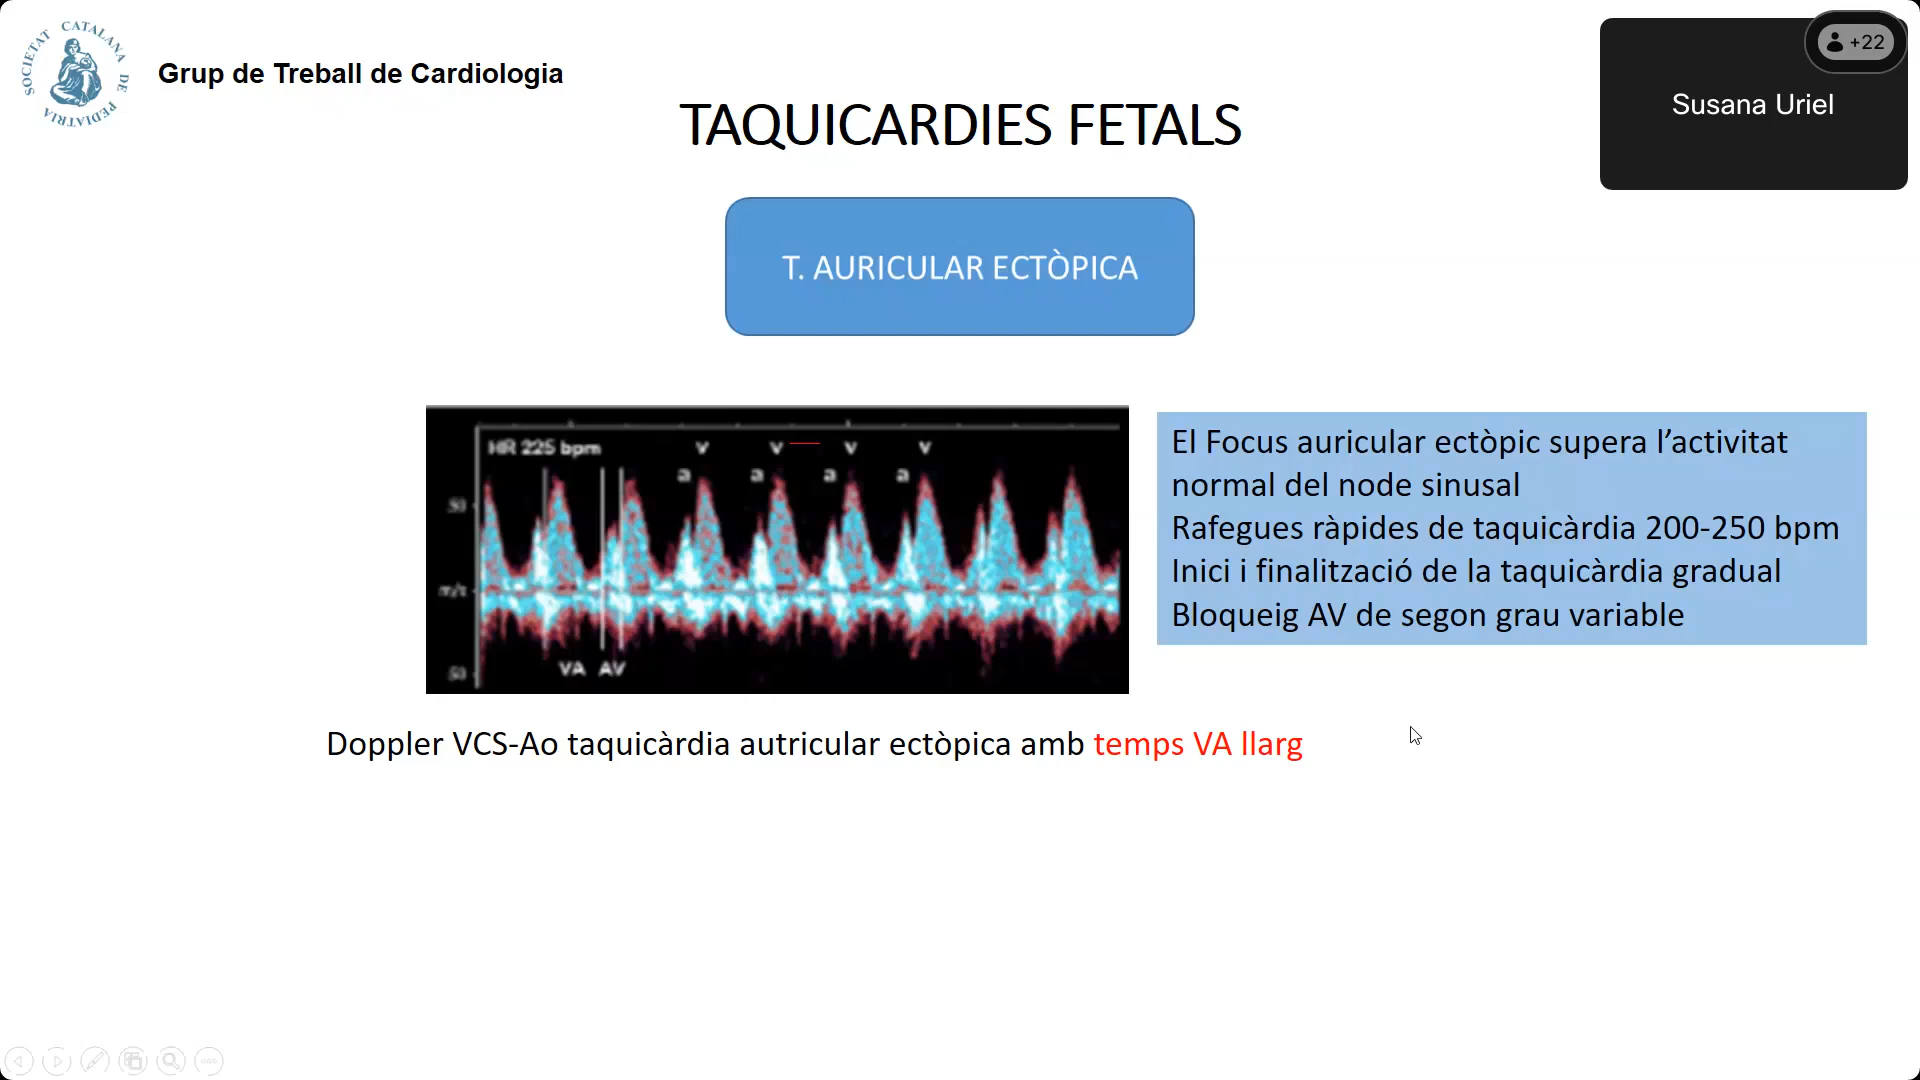 SOCIETAT CATALANA DE PEDIATRIA
Grup de Treball de Cardiologia
+22
Susana Uriel
TAQUICARDIES FETALS
T. AURICULAR ECTÒPICA
HR 225 bpm
v v v v
a a a a
50
m/s
50
VA AV
El Focus auricular ectòpic supera l’activitat
normal del node sinusal
Rafegues ràpides de taquicàrdia 200-250 bpm
Inici i finalització de la taquicàrdia gradual
Bloqueig AV de segon grau variable
Doppler VCS-Ao taquicàrdia autricular ectòpica amb temps VA llarg